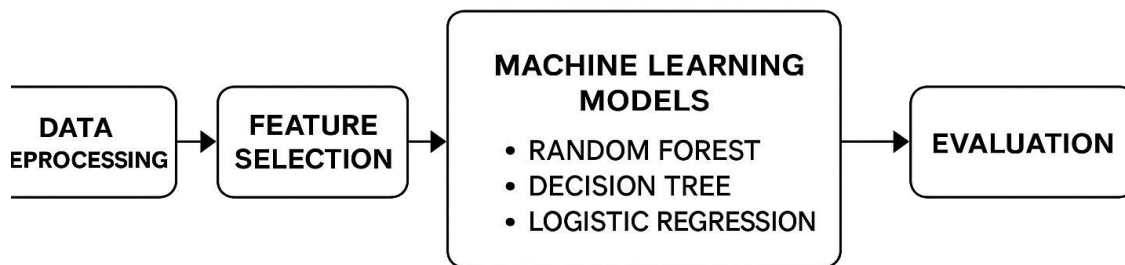 DATA
EPROCESSING
FEATURE
SELECTION
MACHINE LEARNING
MODELS
• RANDOM FOREST
• DECISION TREE
• LOGISTIC REGRESSION
EVALUATION